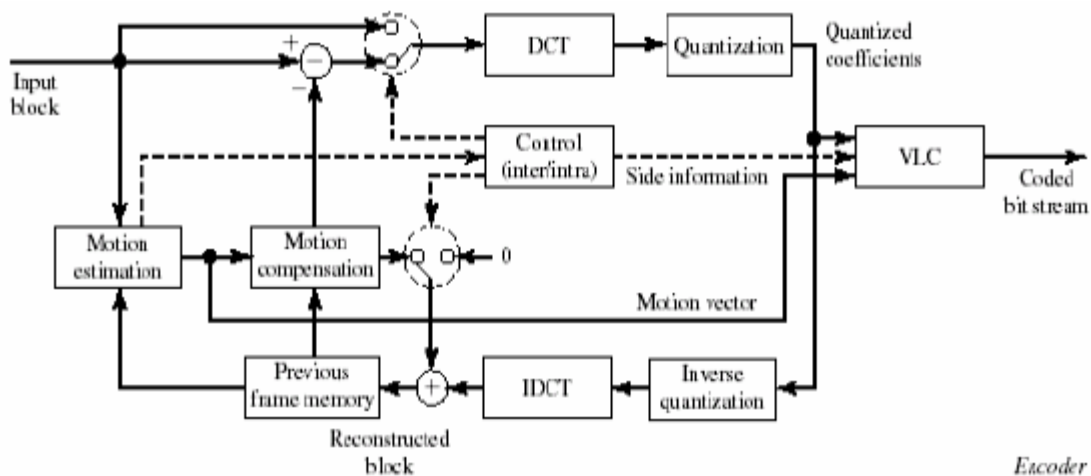 Input
block
+
−
−
DCT
Quantization
Quantized
coefficients
Control
(inter/intra)
Side information
VLC
Coded
bit stream
Motion
estimation
Motion
compensation
0
Motion vector
Previous
frame memory
+
IDCT
Inverse
quantization
Reconstructed
block
Encoder